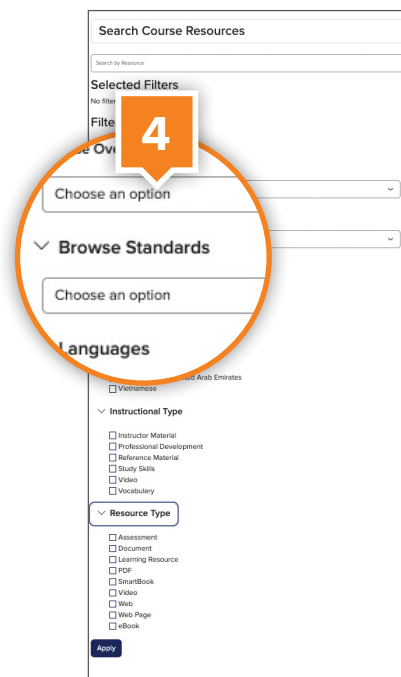 Search Course Resources
Search by Resource
Selected Filters
No filte
Filte
4
e Ove
Choose an option
Browse Standards
Choose an option
Languages
Arab Emirates
Vietnamese
Instructional Type
Instructor Material
Professional Development
Reference Material
Study Skills
Video
Vocabulary
Resource Type
Assessment
Document
Learning Resource
PDF
SmartBook
Video
Web
Web Page
eBook
Apply